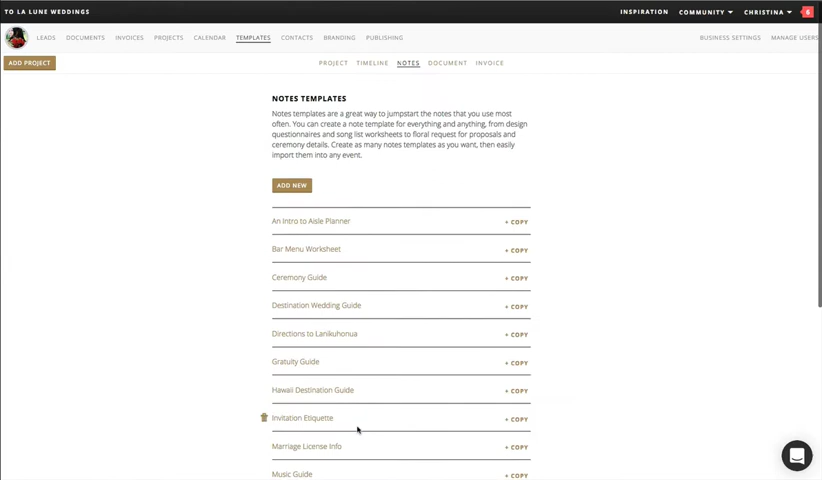 TO LA LUNE WEDDINGS
INSPIRATION
COMMUNITY
CHRISTINA
6
LEADS
DOCUMENTS
INVOICES
PROJECTS
CALENDAR
TEMPLATES
CONTACTS
BRANDING
PUBLISHING
BUSINESS SETTINGS
MANAGE USERS
ADD PROJECT
PROJECT
TIMELINE
NOTES
DOCUMENT
INVOICE
NOTES TEMPLATES
Notes templates are a great way to jumpstart the notes that you use most
often. You can create a note template for everything and anything, from design
questionnaires and song list worksheets to floral request for proposals and
ceremony details. Create as many notes templates as you want, then easily
import them into any event.
ADD NEW
An Intro to Aisle Planner
+ COPY
Bar Menu Worksheet
+ COPY
Ceremony Guide
+ COPY
Destination Wedding Guide
+ COPY
Directions to Lanikuhonua
+ COPY
Gratuity Guide
+ COPY
Hawaii Destination Guide
+ COPY
Invitation Etiquette
+ COPY
Marriage License Info
+ COPY
Music Guide
+ COPY